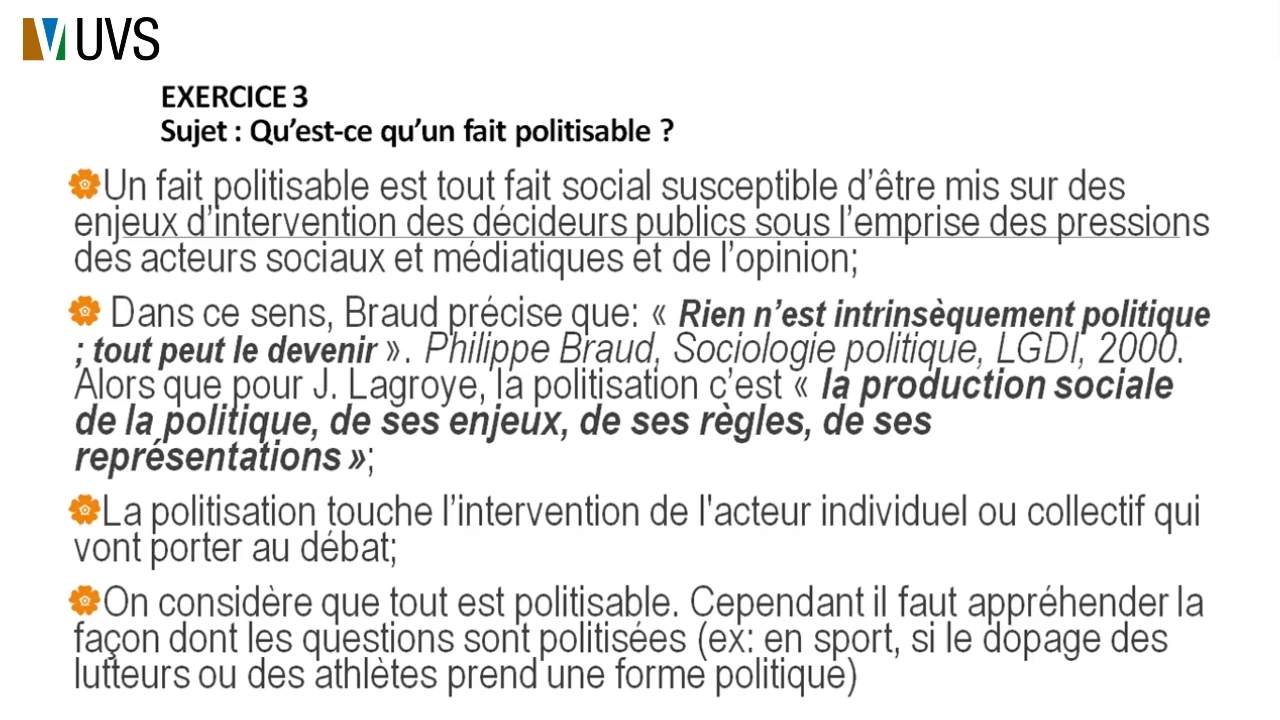 UVS
EXERCICE 3
Sujet : Qu’est-ce qu’un fait politisable ?
Un fait politisable est tout fait social susceptible d’être mis sur des
enjeux d’intervention des décideurs publics sous l’emprise des pressions
des acteurs sociaux et médiatiques et de l’opinion;
Dans ce sens, Braud précise que: « Rien n’est intrinsèquement politique
; tout peut le devenir ». Philippe Braud, Sociologie politique, LGDJ, 2000.
Alors que pour J. Lagroye, la politisation c’est « la production sociale
de la politique, de ses enjeux, de ses règles, de ses
représentations »;
La politisation touche l’intervention de l'acteur individuel ou collectif qui
vont porter au débat;
On considère que tout est politisable. Cependant il faut appréhender la
façon dont les questions sont politisées (ex: en sport, si le dopage des
lutteurs ou des athlètes prend une forme politique)